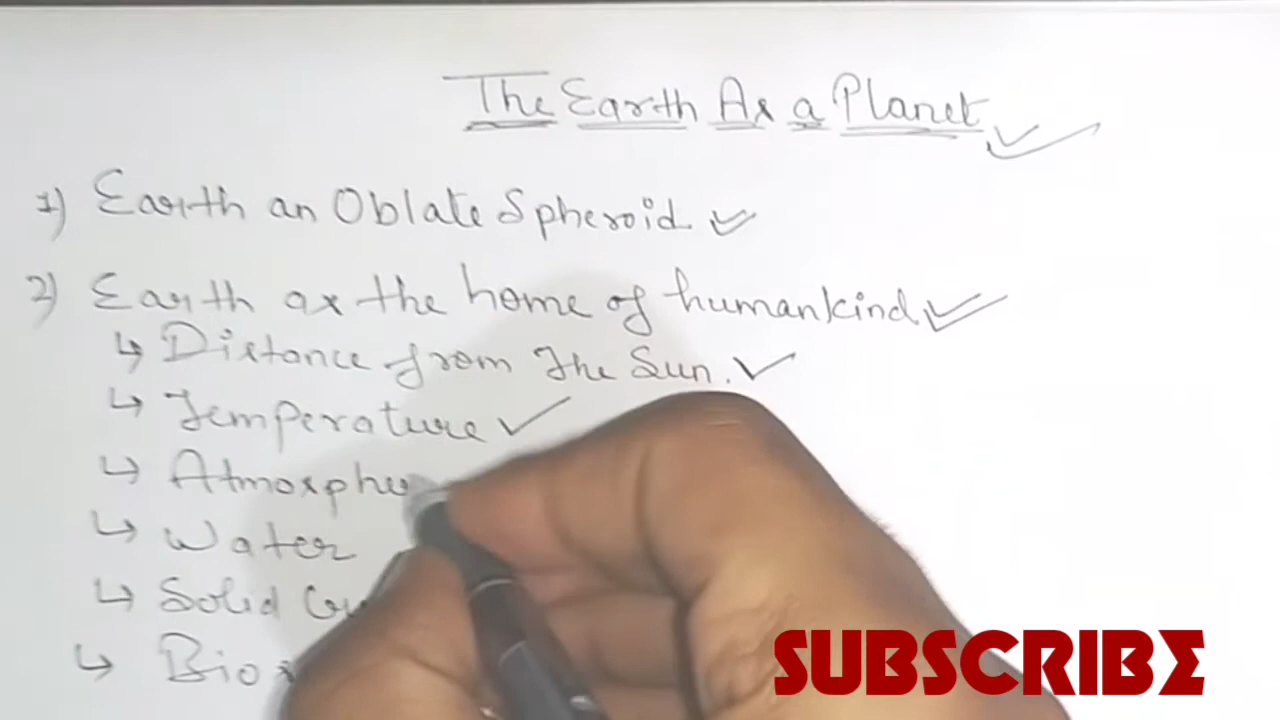 The Earth As a Planet
1) Earth an Oblate Spheroid
2) Earth as the home of humankind
↳ Distance from The Sun.
↳ Temperature
↳
↳ Water
↳ Solid
↳
SUBSCRIBE